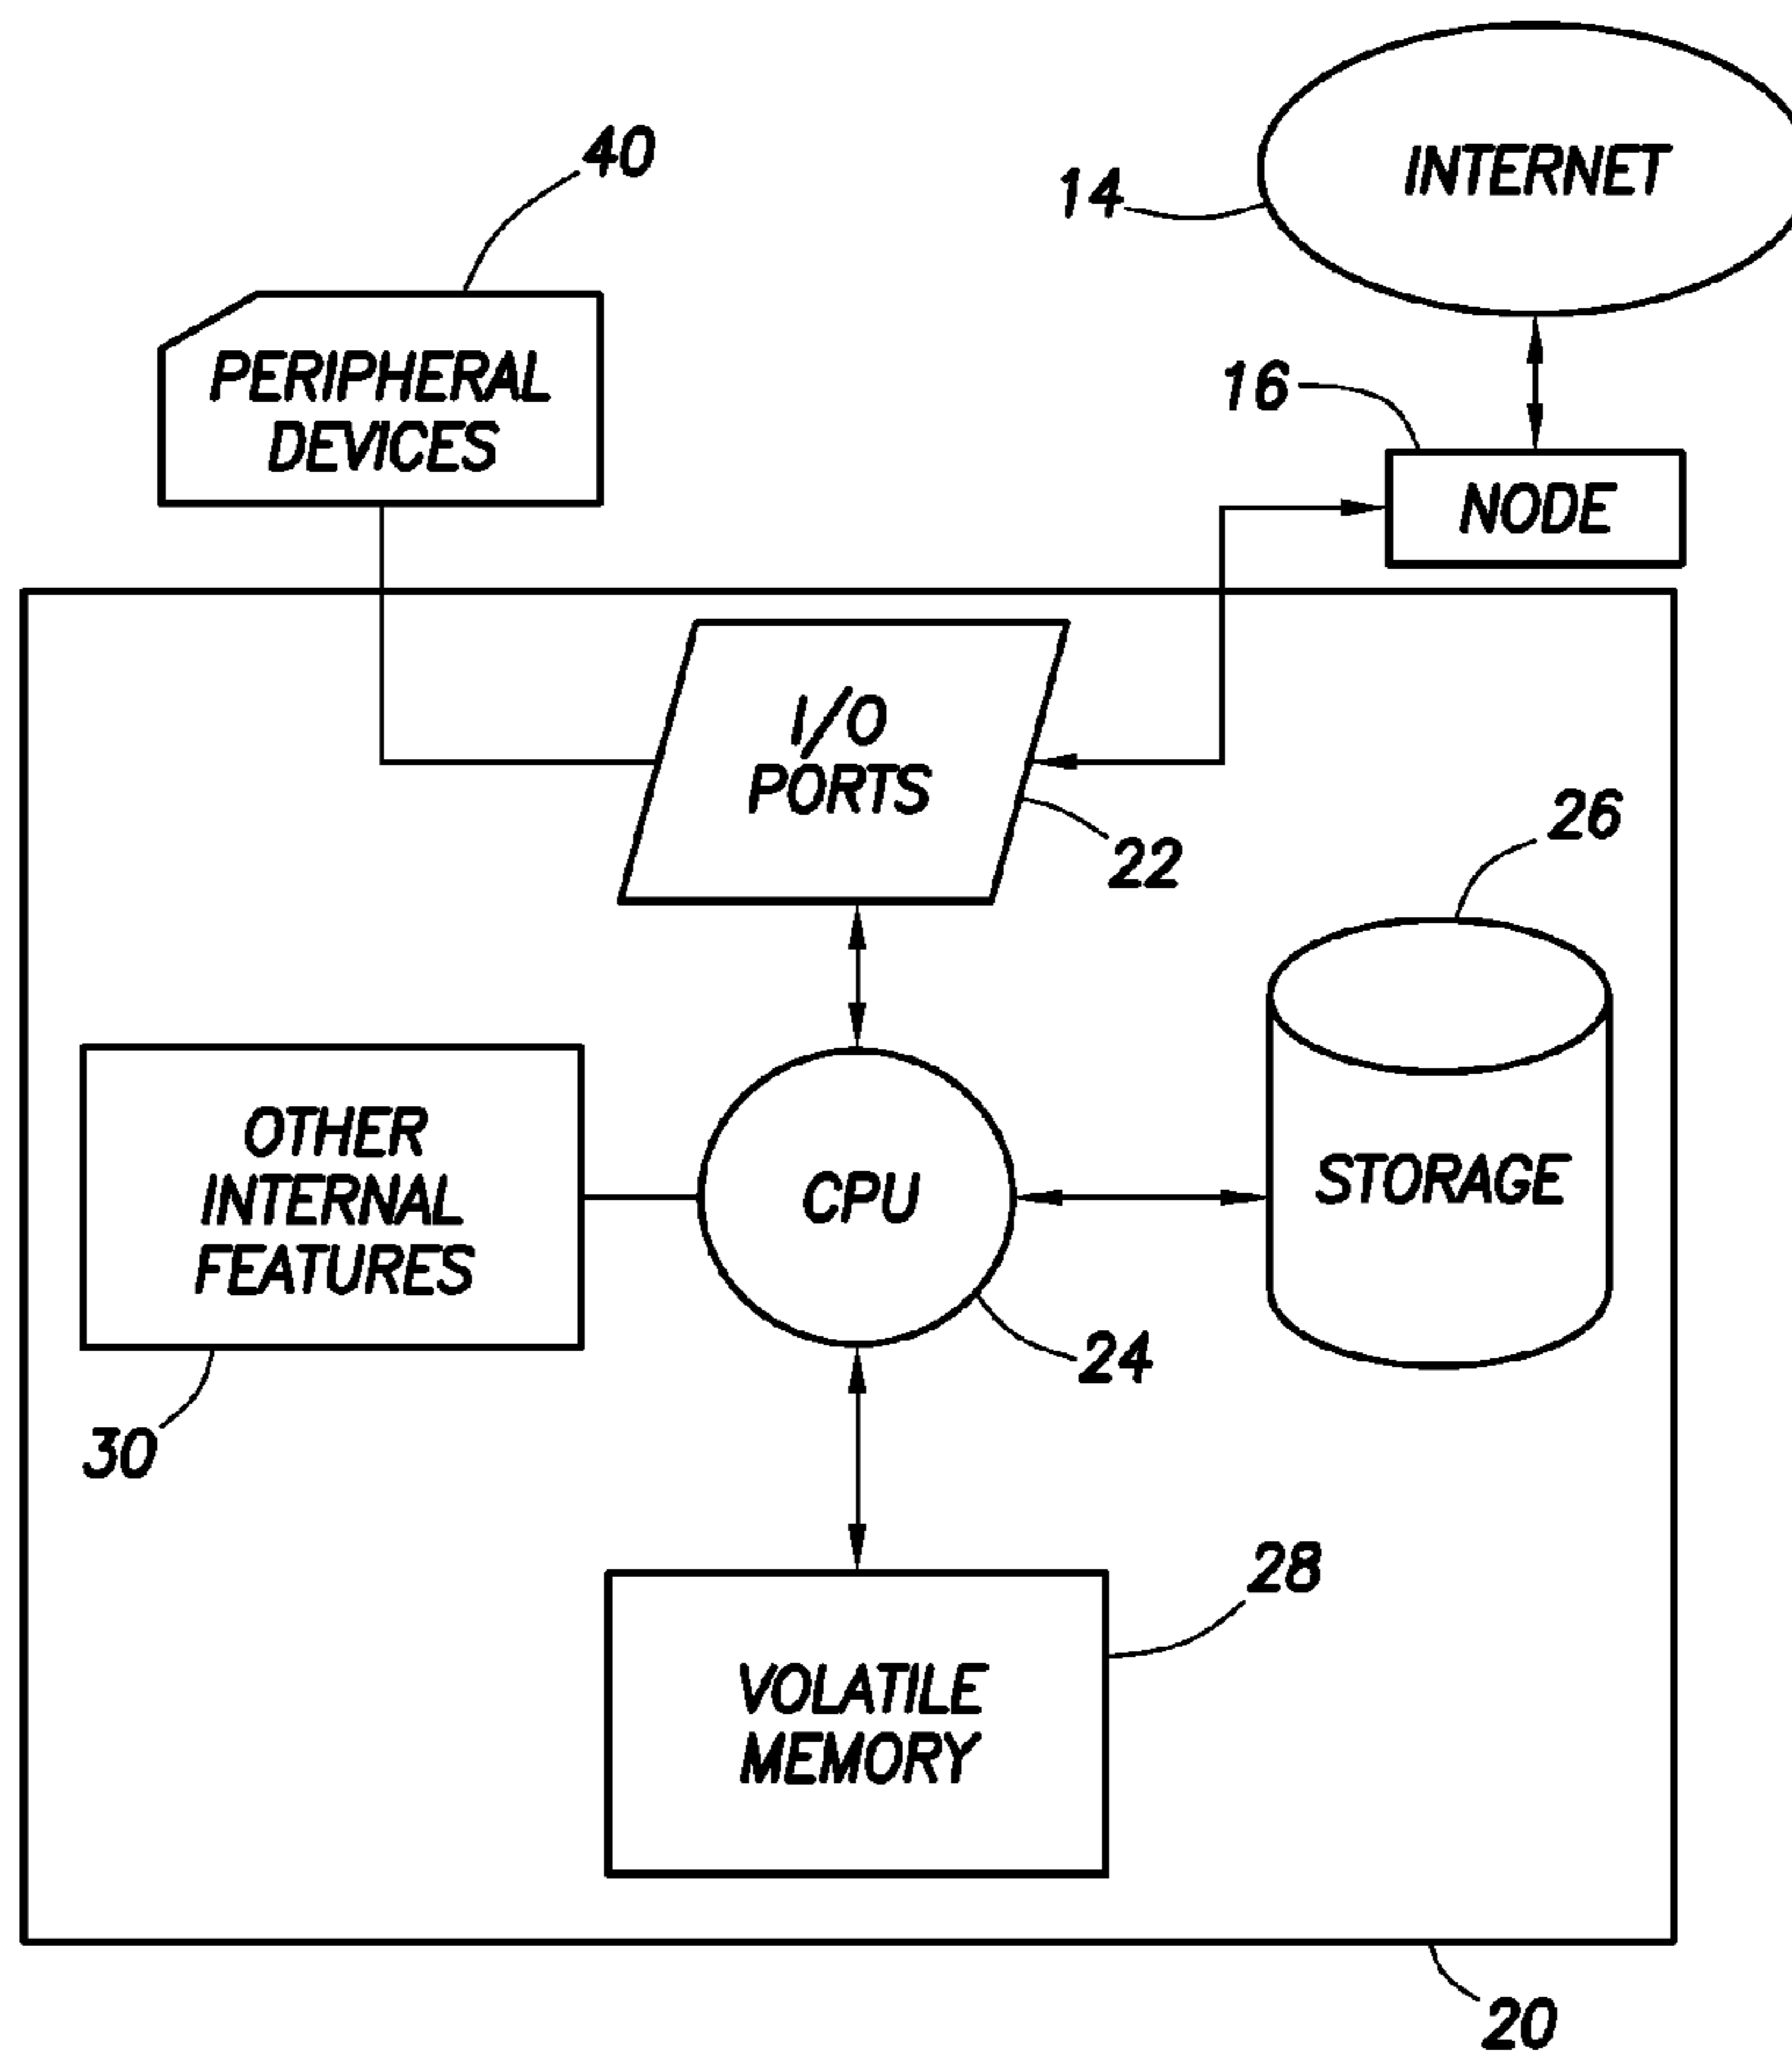 INTERNET
14
40
PERIPHERAL
DEVICES
16
NODE
I/O
PORTS
22
26
OTHER
INTERNAL
FEATURES
CPU
STORAGE
24
30
28
VOLATILE
MEMORY
20